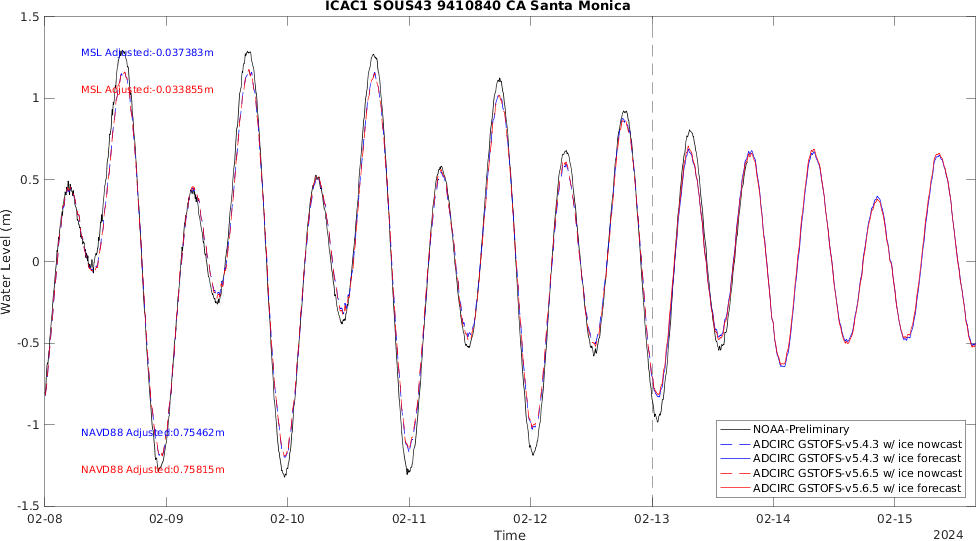 ICAC1 SOUS43 9410840 CA Santa Monica
1.5
1
0.5
0
-0.5
-1
-1.5
Water Level (m)
MSL Adjusted:-0.037383m
MSL Adjusted:-0.033855m
NAVD88 Adjusted:0.75462m
NAVD88 Adjusted:0.75815m
NOAA-Preliminary
ADCIRC GSTOFS-v5.4.3 w/ ice nowcast
ADCIRC GSTOFS-v5.4.3 w/ ice forecast
ADCIRC GSTOFS-v5.6.5 w/ ice nowcast
ADCIRC GSTOFS-v5.6.5 w/ ice forecast
02-08 02-09 02-10 02-11 02-12 02-13 02-14 02-15
Time
2024